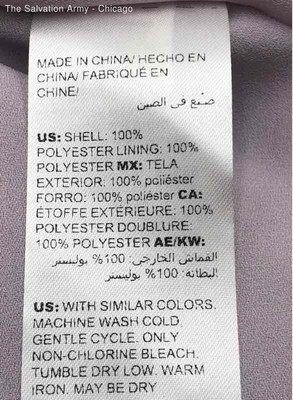 The Salvation Army - Chicago
MADE IN CHINA/ HECHO EN
CHINA/ FABRIQUÉ EN
CHINE/
صنع في الصين
US: SHELL: 100%
POLYESTER LINING: 100%
POLYESTER MX: TELA
EXTERIOR: 100% poliéster
FORRO: 100% poliéster CA:
ÉTOFFE EXTÉRIEURE: 100%
POLYESTER DOUBLURE:
100% POLYESTER AE/KW:
القماش الخارجي: 100% بوليستر
البطانة: 100% بوليستر
US: WITH SIMILAR COLORS.
MACHINE WASH COLD,
GENTLE CYCLE. ONLY
NON-CHLORINE BLEACH.
TUMBLE DRY LOW. WARM
IRON. MAY BE DRY